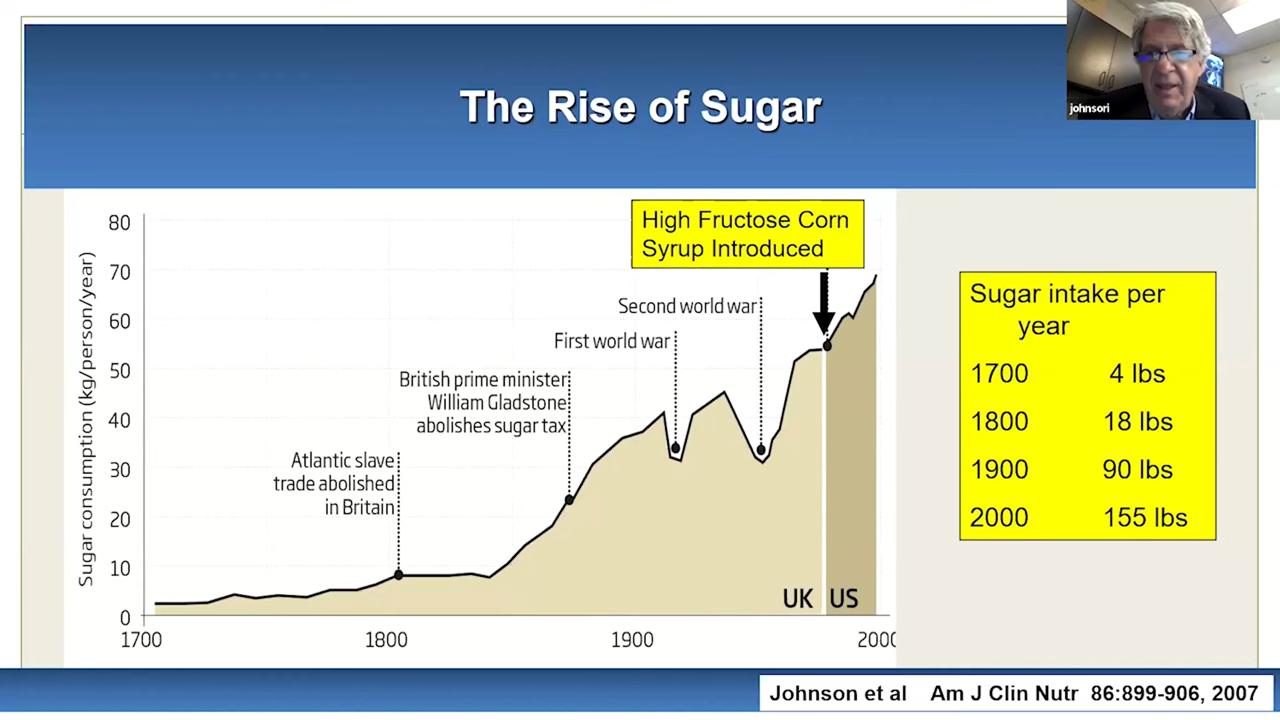 The Rise of Sugar
johnsori
80
70
60
50
40
30
20
10
0
Sugar consumption (kg/person/year)
1700
1800
1900
2000
Atlantic slave
trade abolished
in Britain
British prime minister
William Gladstone
abolishes sugar tax
First world war
Second world war
High Fructose Corn
Syrup Introduced
UK US
Sugar intake per
year
1700 4 lbs
1800 18 lbs
1900 90 lbs
2000 155 lbs
Johnson et al Am J Clin Nutr 86:899-906, 2007